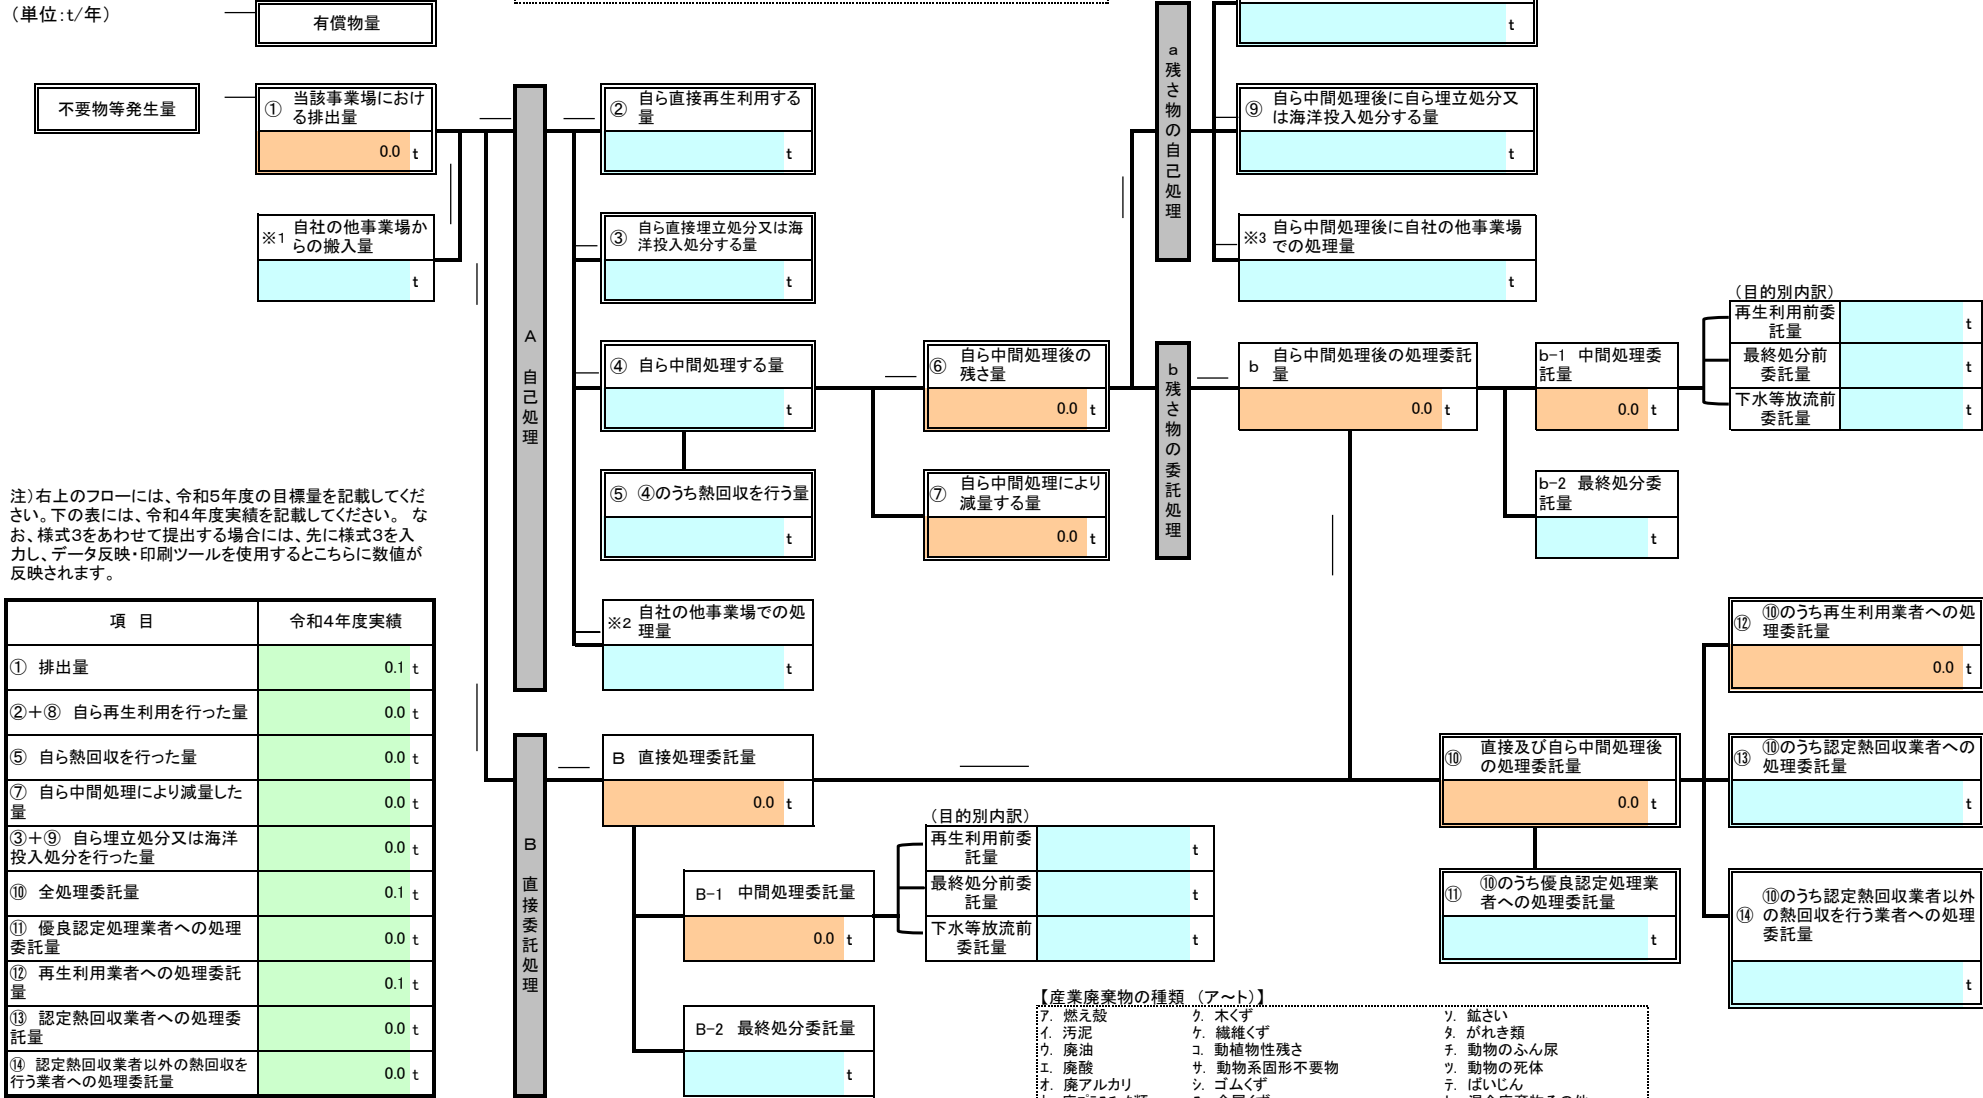 （単位:t/年）
有償物量
t
不要物等発生量
① 当該事業場におけ
る排出量
0.0 t
※1 自社の他事業場か
らの搬入量
t
A 自己処理
② 自ら直接再生利用する
量
t
③ 自ら直接埋立処分又は海
洋投入処分する量
t
④ 自ら中間処理する量
t
⑤ ④のうち熱回収を行う量
t
※2 自社の他事業場での処
理量
t
⑥ 自ら中間処理後の
残さ量
0.0 t
⑦ 自ら中間処理により
減量する量
0.0 t
a 残さ物の自己処理
⑨ 自ら中間処理後に自ら埋立処分又
は海洋投入処分する量
t
※3 自ら中間処理後に自社の他事業場
での処理量
t
b 残さ物の委託処理
b 自ら中間処理後の処理委託
量
0.0 t
b-1 中間処理委
託量
0.0 t
b-2 最終処分委
託量
t
（目的別内訳）
再生利用前委
託量
t
最終処分前
委託量
t
下水等放流前
委託量
t
注）右上のフローには、令和5年度の目標量を記載してくだ
さい。下の表には、令和4年度実績を記載してください。 な
お、様式3をあわせて提出する場合には、先に様式3を入
力し、データ反映・印刷ツールを使用するとこちらに数値が
反映されます。
項 目 令和4年度実績
① 排出量 0.1 t
②＋⑧ 自ら再生利用を行った量 0.0 t
⑤ 自ら熱回収を行った量 0.0 t
⑦ 自ら中間処理により減量した
量 0.0 t
③＋⑨ 自ら埋立処分又は海洋
投入処分を行った量 0.0 t
⑩ 全処理委託量 0.1 t
⑪ 優良認定処理業者への処理
委託量 0.0 t
⑫ 再生利用業者への処理委託
量 0.1 t
⑬ 認定熱回収業者への処理委
託量 0.0 t
⑭ 認定熱回収業者以外の熱回収を
行う業者への処理委託量 0.0 t
B 直接委託処理
B 直接処理委託量
0.0 t
B-1 中間処理委託量
0.0 t
B-2 最終処分委託量
t
（目的別内訳）
再生利用前委
託量
t
最終処分前委
託量
t
下水等放流前
委託量
t
⑩ 直接及び自ら中間処理後
の処理委託量
0.0 t
⑪ ⑩のうち優良認定処理業
者への処理委託量
t
⑫ ⑩のうち再生利用業者への処
理委託量
0.0 t
⑬ ⑩のうち認定熱回収業者への
処理委託量
t
⑭ ⑩のうち認定熱回収業者以外
の熱回収を行う業者への処理
委託量
t
【産業廃棄物の種類 （ア～ト）】
ア. 燃え殻 ク. 木くず ソ. 鉱さい
イ. 汚泥 ケ. 繊維くず タ. がれき類
ウ. 廃油 コ. 動植物性残さ チ. 動物のふん尿
エ. 廃酸 サ. 動物系固形不要物 ツ. 動物の死体
オ. 廃アルカリ シ. ゴムくず テ. ばいじん